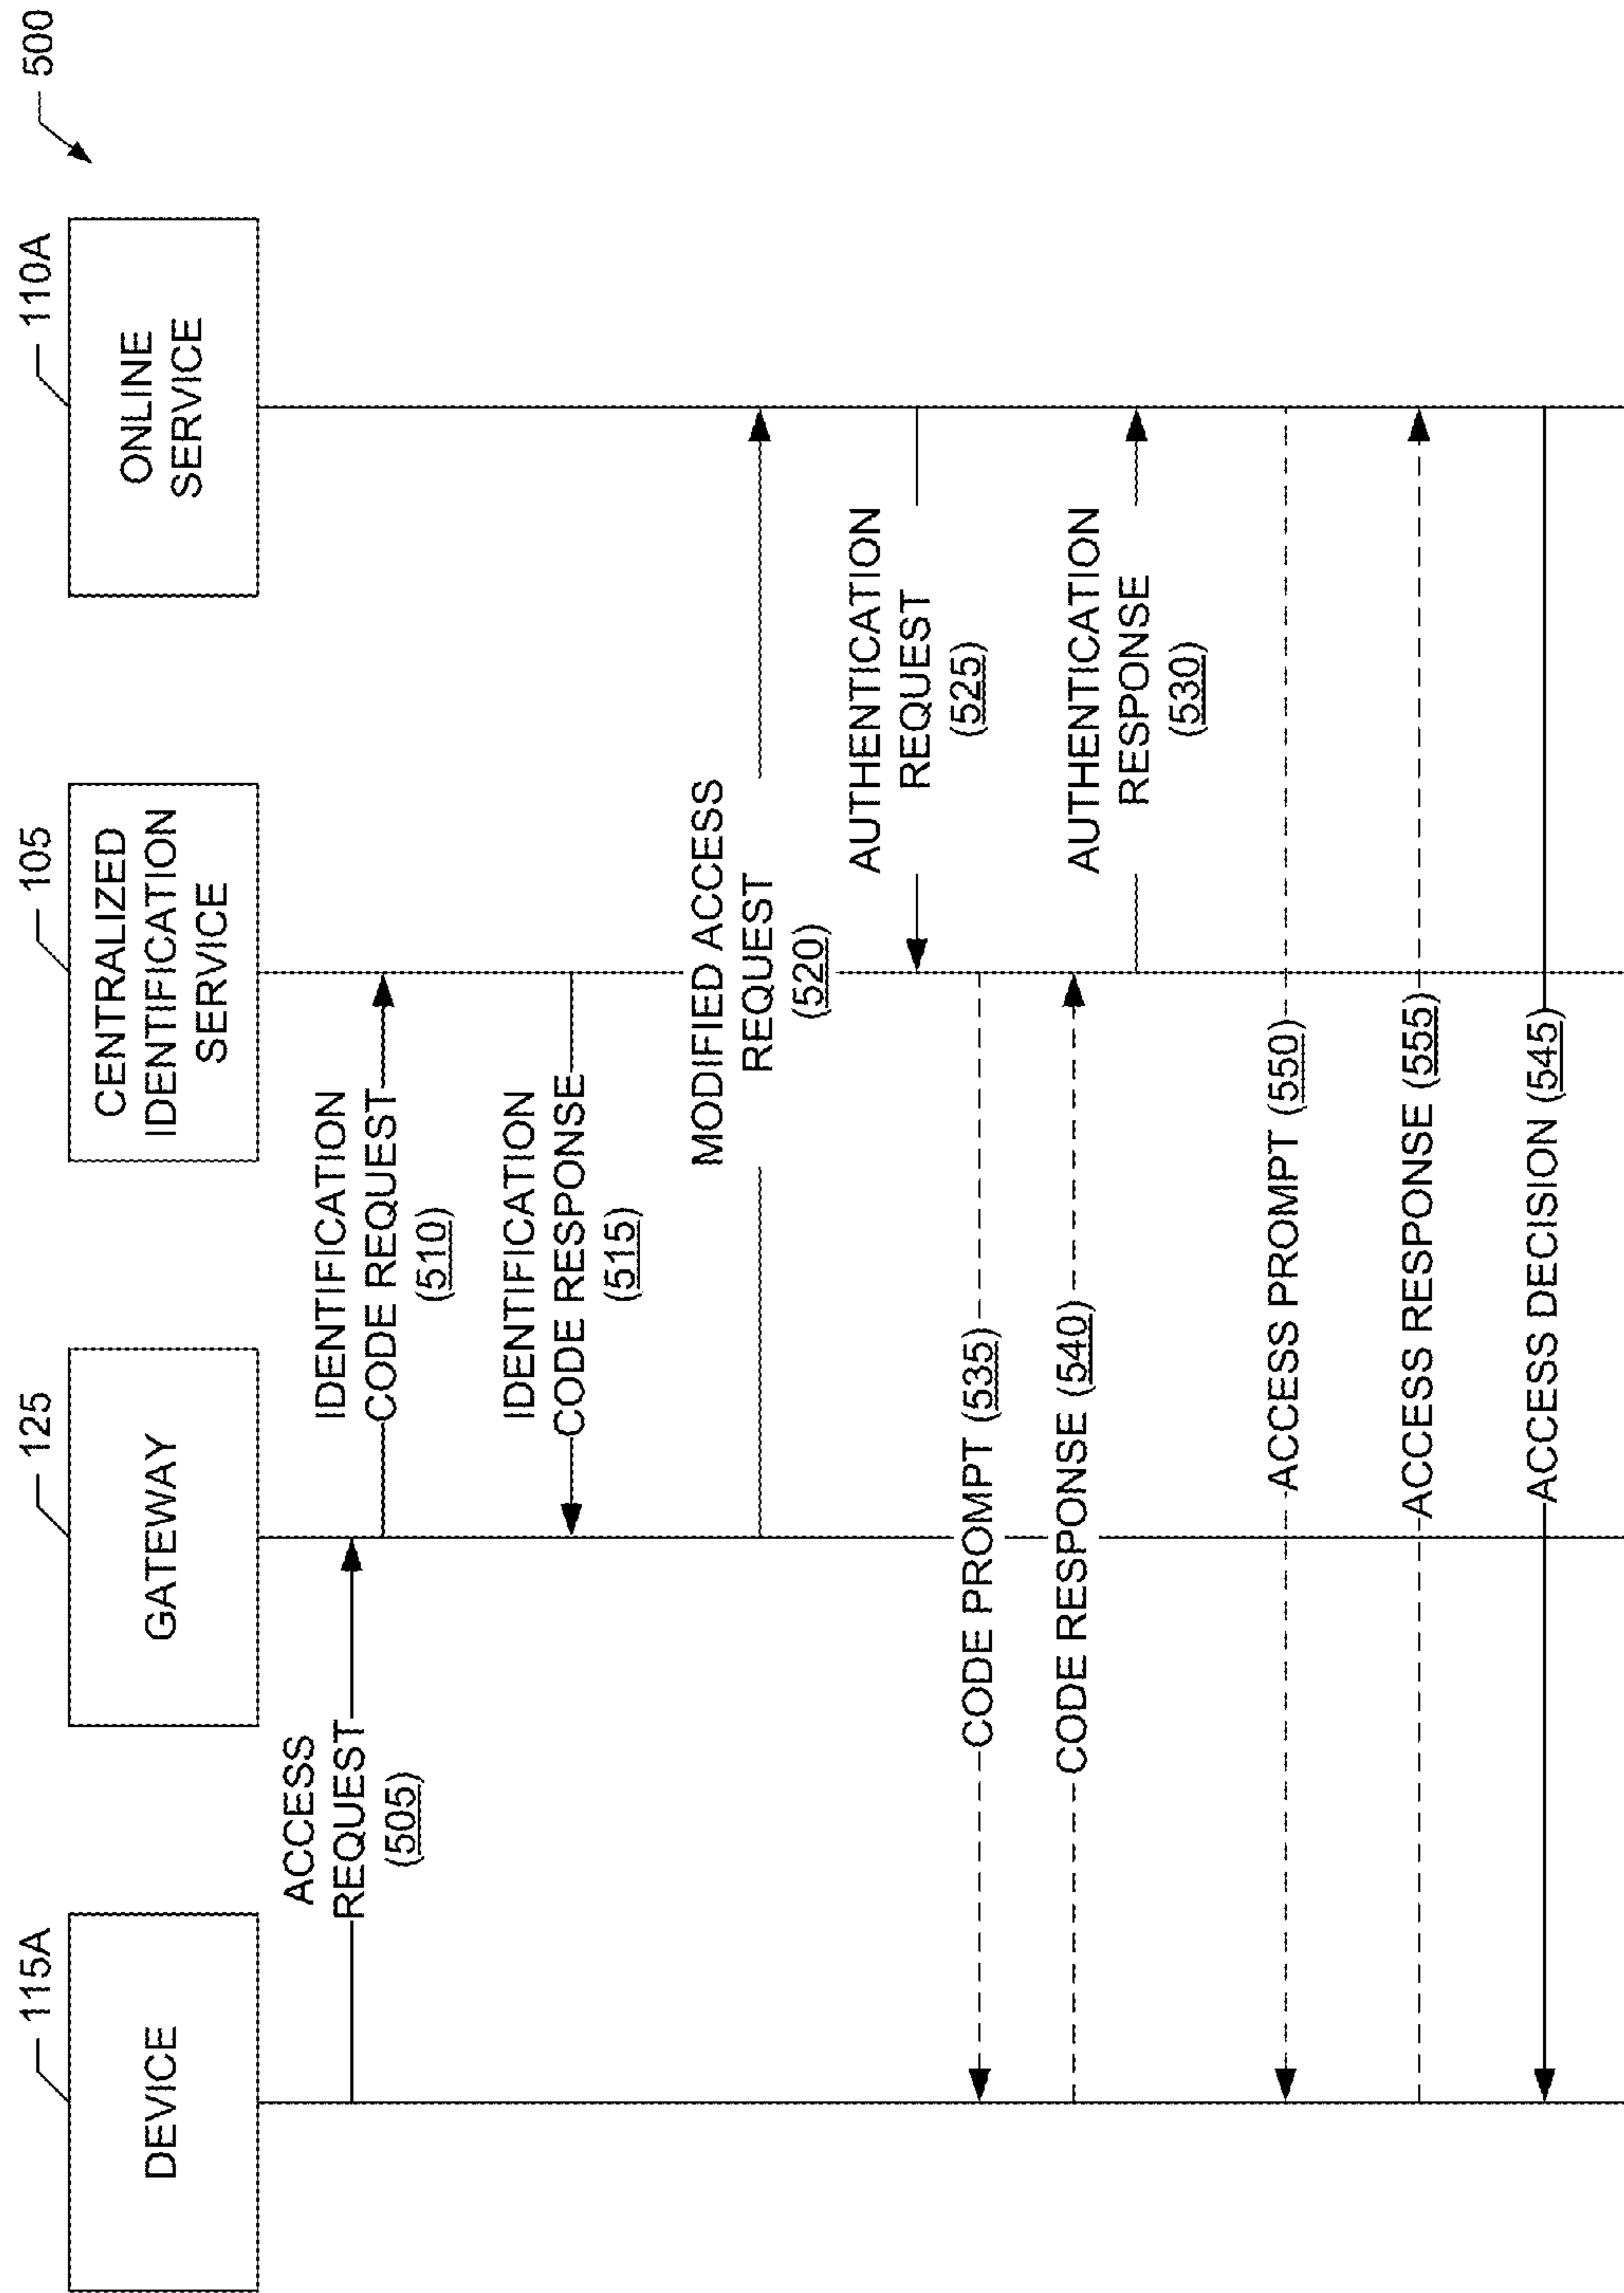 500
115A
125
105
110A
DEVICE
GATEWAY
CENTRALIZED
IDENTIFICATION
SERVICE
ONLINE
SERVICE
ACCESS
REQUEST
(505)
IDENTIFICATION
CODE REQUEST
(510)
IDENTIFICATION
CODE RESPONSE
(515)
MODIFIED ACCESS
REQUEST
(520)
AUTHENTICATION
REQUEST
(525)
CODE PROMPT (535)
CODE RESPONSE (540)
AUTHENTICATION
RESPONSE
(530)
ACCESS PROMPT (550)
ACCESS RESPONSE (555)
ACCESS DECISION (545)